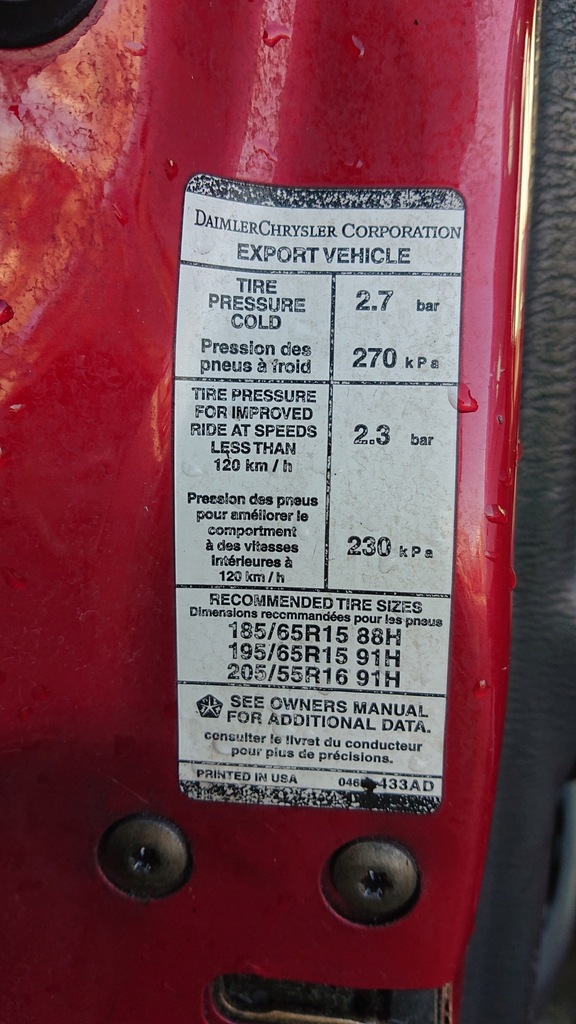 DAIMLERCHRYSLER CORPORATION
EXPORT VEHICLE
TIRE
PRESSURE
COLD
2.7 bar
Pression des
pneus à froid
270 kPa
TIRE PRESSURE
FOR IMPROVED
RIDE AT SPEEDS
LESS THAN
120 km/h
2.3 bar
Pression des pneus
pour améliorer le
comportment
à des vitesses
intérieures à
120 km/h
230 kPa
RECOMMENDED TIRE SIZES
Dimensions recommandées pour les pneus
185/65R15 88H
195/65R15 91H
205/55R16 91H
SEE OWNERS MANUAL
FOR ADDITIONAL DATA.
consulter le livret du conducteur
pour plus de précisions.
PRINTED IN USA